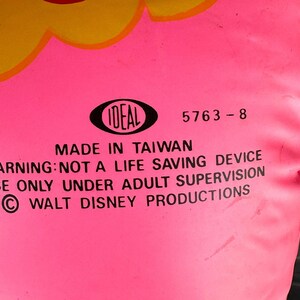 IDEAL 5763-8
MADE IN TAIWAN
ARNING: NOT A LIFE SAVING DEVICE
E ONLY UNDER ADULT SUPERVISION
© WALT DISNEY PRODUCTIONS